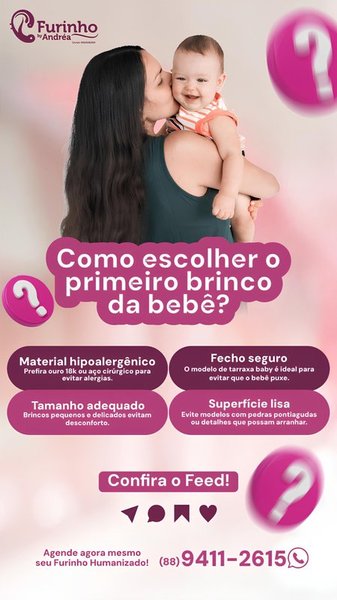 Furinho
by Andréa
Como escolher o
primeiro brinco
da bebê?
Material hipoalergênico
Prefira ouro 18k ou aço cirúrgico para
evitar alergias.
Fecho seguro
O modelo de tarraxa baby é ideal para
evitar que o bebê puxe.
Tamanho adequado
Brincos pequenos e delicados evitam
desconforto.
Superfície lisa
Evite modelos com pedras pontiagudas
ou detalhes que possam arranhar.
Confira o Feed!
Agende agora mesmo
seu Furinho Humanizado!
(88) 9411-2615